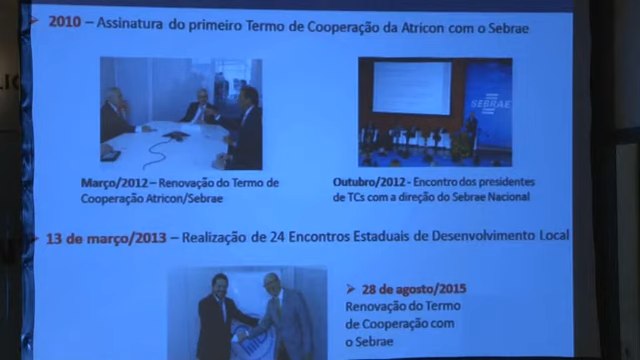 2010 – Assinatura do primeiro Termo de Cooperação da Atricon com o Sebrae
SEBRAE
Março/2012 – Renovação do Termo de
Cooperação Atricon/Sebrae
Outubro/2012 - Encontro dos presidentes
de TCs com a direção do Sebrae Nacional
13 de março/2013 – Realização de 24 Encontros Estaduais de Desenvolvimento Local
28 de agosto/2015
Renovação do Termo
de Cooperação com
o Sebrae